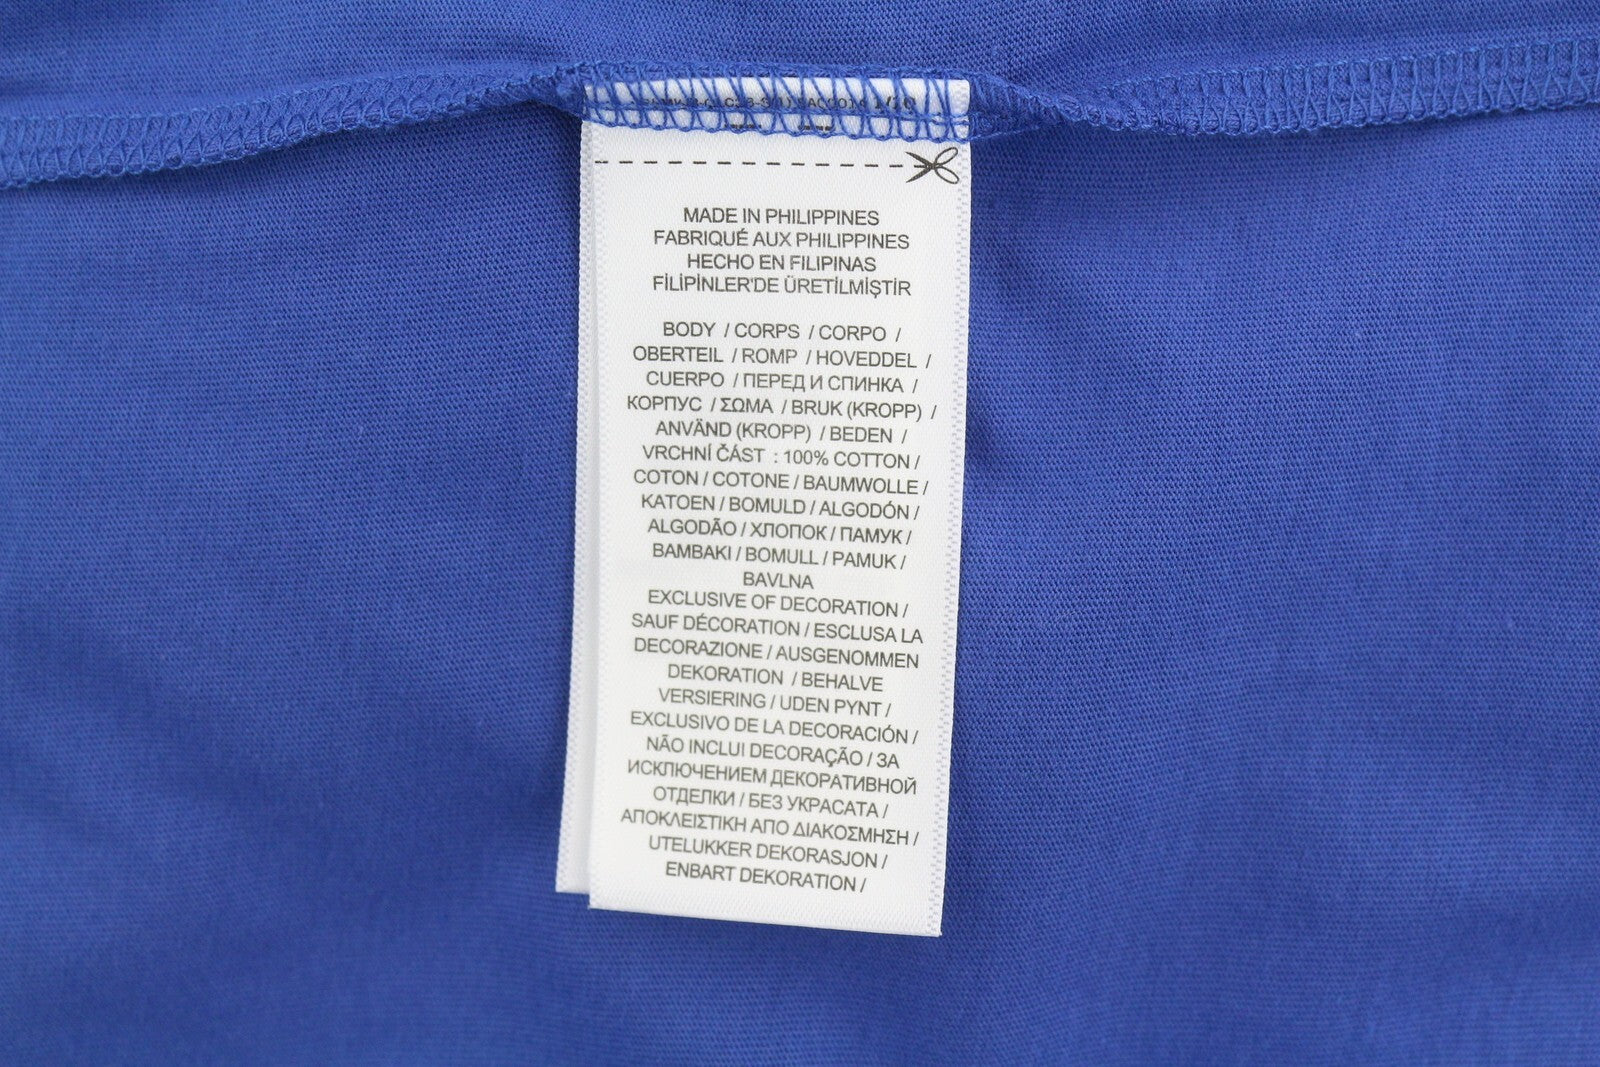 MADE IN PHILIPPINES
FABRIQUÉ AUX PHILIPPINES
HECHO EN FILIPINAS
FİLİPİNLER'DE ÜRETİLMİŞTİR
BODY / CORPS / CORPO /
OBERTEIL / ROMP / HOVEDDEL /
CUERPO / ПЕРЕД И СПИНКА /
КОРПУС / ΣΩΜΑ / BRUK (KROPP) /
ANVÄND (KROPP) / BEDEN /
VRCHNÍ ČÁST : 100% COTTON /
COTON / COTONE / BAUMWOLLE /
KATOEN / BOMULD / ALGODÓN /
ALGODÃO / ХЛОПОК / ПАМУК /
BAMBAKI / BOMULL / PAMUK /
BAVLNA
EXCLUSIVE OF DECORATION /
SAUF DÉCORATION / ESCLUSA LA
DECORAZIONE / AUSGENOMMEN
DEKORATION / BEHALVE
VERSIERING / UDEN PYNT /
EXCLUSIVO DE LA DECORACIÓN /
NÃO INCLUI DECORAÇÃO / ЗА
ИСКЛЮЧЕНИЕМ ДЕКОРАТИВНОЙ
ОТДЕЛКИ / БЕЗ УКРАСАТА /
ΑΠΟΚΛΕΙΣΤΙΚΗ ΑΠΟ ΔΙΑΚΟΣΜΗΣΗ /
UTELUKKER DEKORASJON /
ENBART DEKORATION /